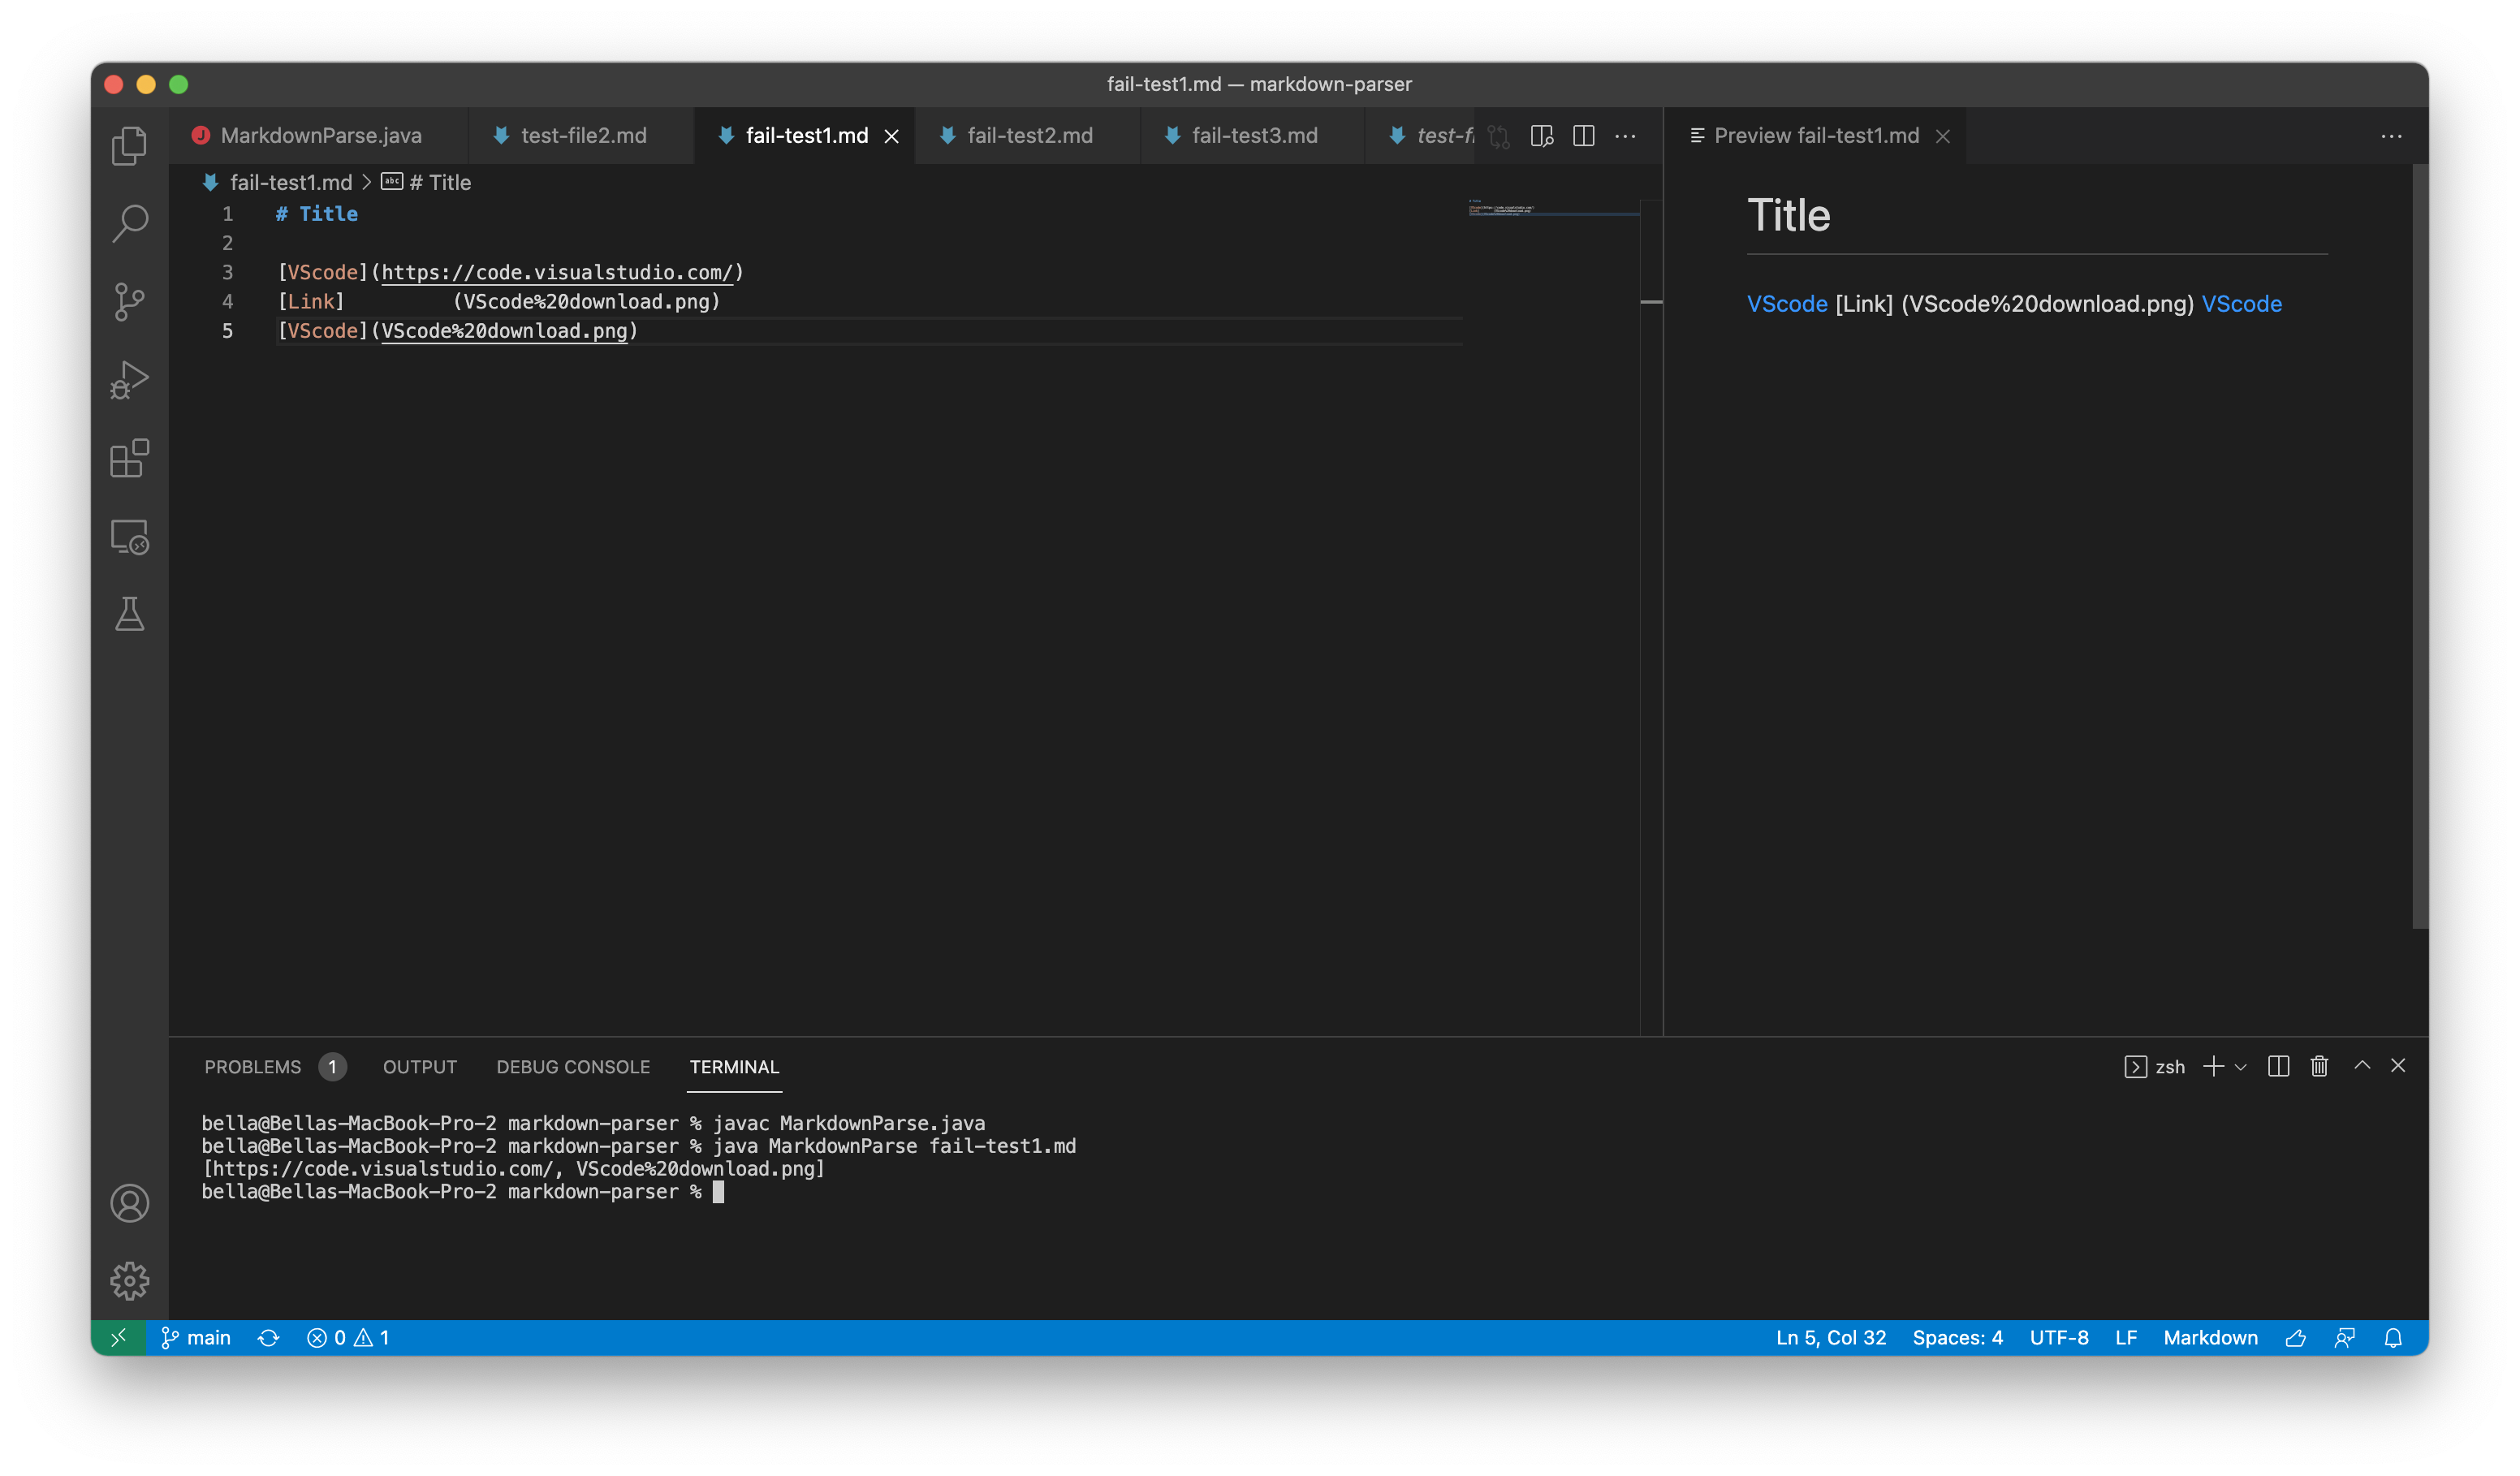 fail-test1.md — markdown-parser
MarkdownParse.java test-file2.md fail-test1.md fail-test2.md fail-test3.md test-fi
Preview fail-test1.md
fail-test1.md > abc # Title
1 # Title
2
3 [VScode](https://code.visualstudio.com/)
4 [Link]         (VScode%20download.png)
5 [VScode](VScode%20download.png)
Title
VScode [Link] (VScode%20download.png) VScode
PROBLEMS 1 OUTPUT DEBUG CONSOLE TERMINAL
zsh
bella@Bellas-MacBook-Pro-2 markdown-parser % javac MarkdownParse.java
bella@Bellas-MacBook-Pro-2 markdown-parser % java MarkdownParse fail-test1.md
[https://code.visualstudio.com/, VScode%20download.png]
bella@Bellas-MacBook-Pro-2 markdown-parser %
main 0 1
Ln 5, Col 32 Spaces: 4 UTF-8 LF Markdown